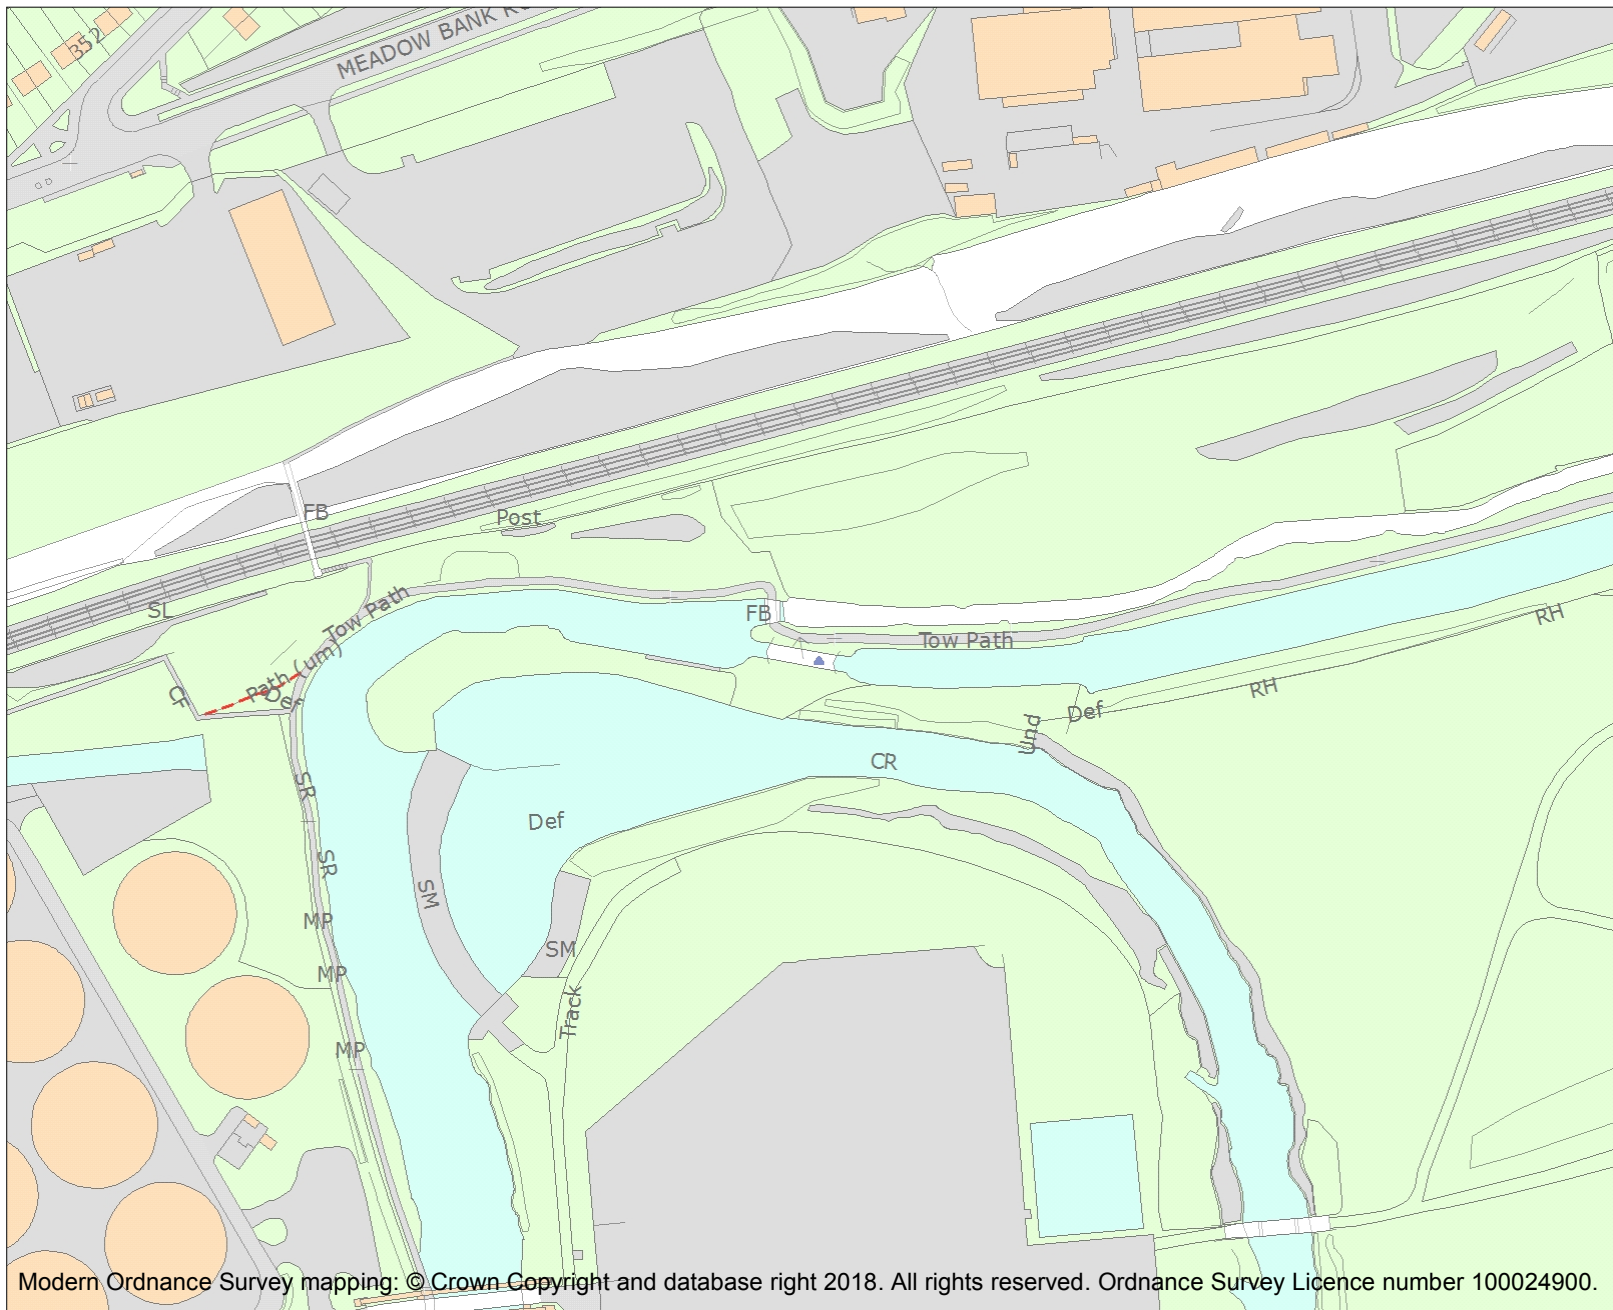 352
MEADOW BANK
FB
Post
SL
Tow Path
FB
Tow Path
RH
Path (um)
CF
Def
RH
Def
pun
CR
SR
Def
SR
SM
MP
SM
MP
Track
MP
Modern Ordnance Survey mapping: © Crown Copyright and database right 2018. All rights reserved. Ordnance Survey Licence number 100024900.